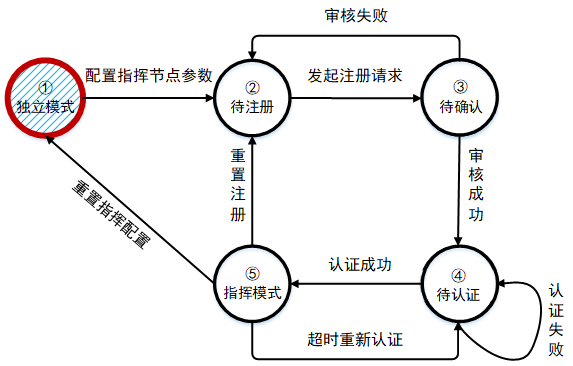 审核失败
①
独立模式
配置指挥节点参数
②
待注册
发起注册请求
③
待确认
重置注册
审核成功
重置指挥配置
⑤
指挥模式
认证成功
④
待认证
认证失败
超时重新认证